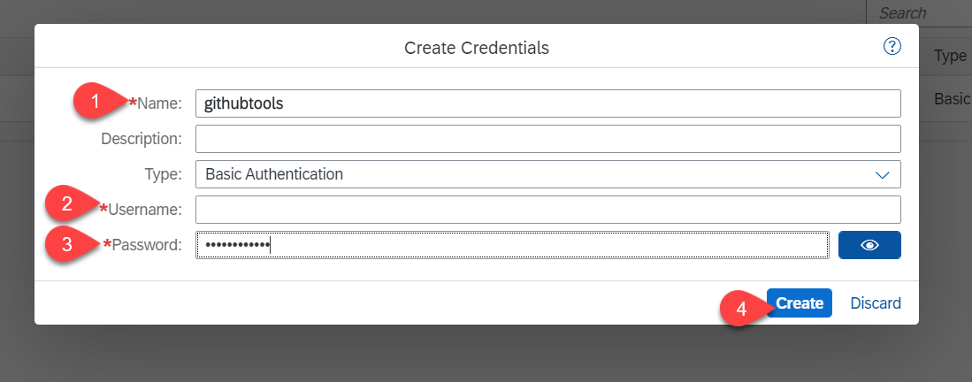 Search
Create Credentials
?
Type
1
*Name:
githubtools
Basic
Description:
Type:
Basic Authentication
2
*Username:
3
*Password:
••••••••••••
4
Create
Discard